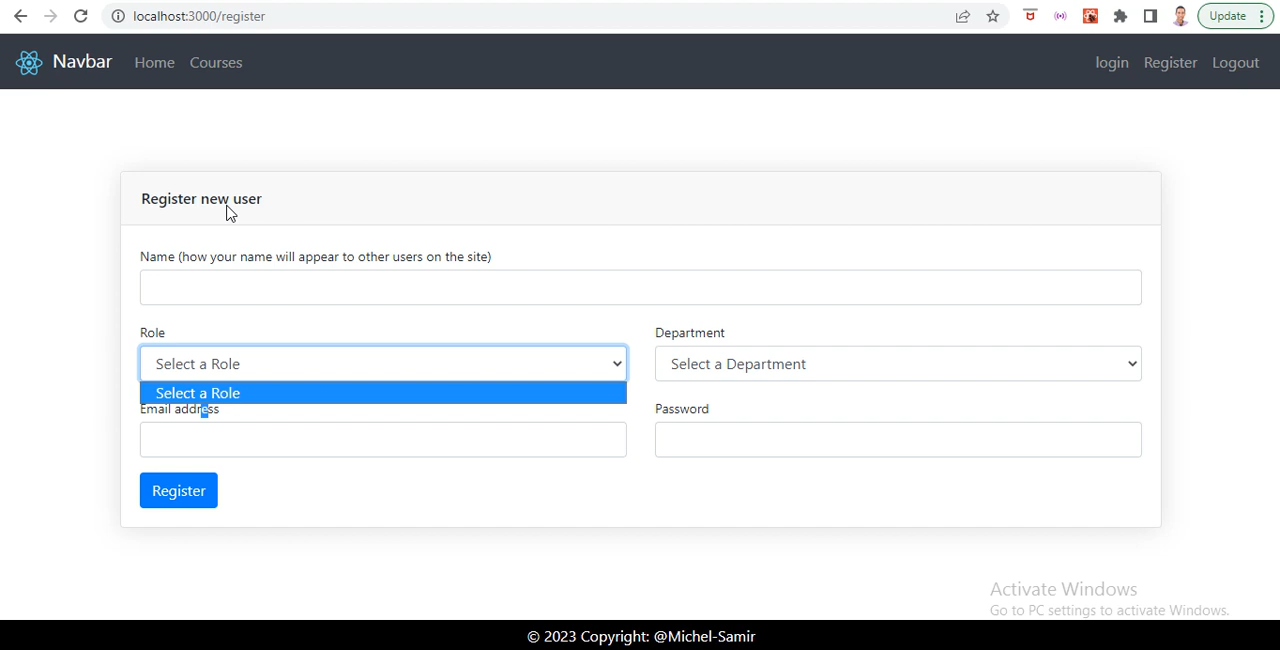 localhost:3000/register
Update
Navbar Home Courses login Register Logout
Register new user
Name (how your name will appear to other users on the site)
Role Department
Select a Role Select a Department
Select a Role
Email address Password
Register
Activate Windows
Go to PC settings to activate Windows.
© 2023 Copyright: @Michel-Samir